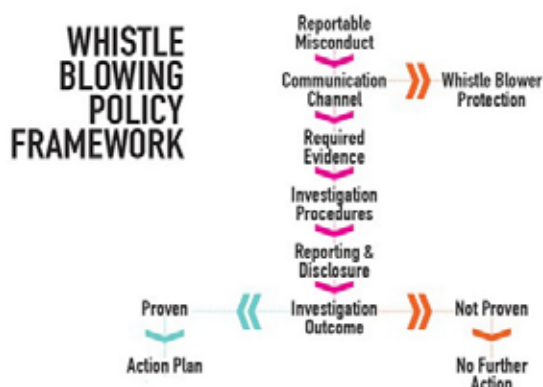 WHISTLE
BLOWING
POLICY
FRAMEWORK
Reportable
Misconduct
Communication
Channel
Whistle Blower
Protection
Required
Evidence
Investigation
Procedures
Reporting &
Disclosure
Proven
Investigation
Outcome
Not Proven
Action Plan
No Further
Action